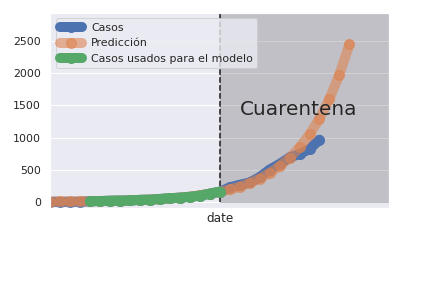 Casos
Predicción
Casos usados para el modelo
Cuarentena
2500
2000
1500
1000
500
0
date